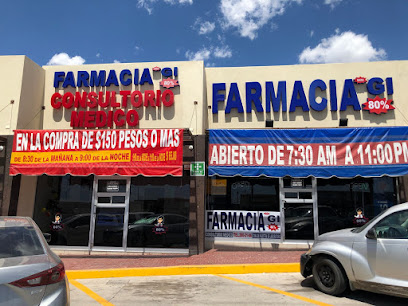 FARMACIA GI 80%
CONSULTORIO
MEDICO
EN LA COMPRA DE $150 PESOS O MAS
DE 8:30 DE LA MAÑANA A 9:00 DE LA NOCHE
FARMACIA GI
80%
ABIERTO DE 7:30 AM A 11:00 PM
FARMACIA GI